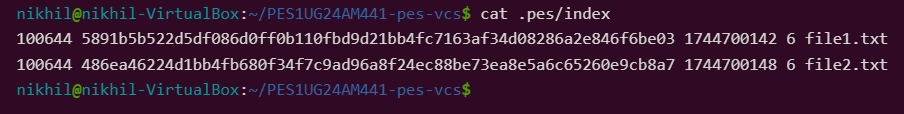 nikhil@nikhil-VirtualBox:~/PES1UG24AM441-pes-vcs$ cat .pes/index
100644 5891b5b522d5df086d0ff0b110fbd9d21bb4fc7163af34d08286a2e846f6be03 1744700142 6 file1.txt
100644 486ea46224d1bb4fb680f34f7c9ad96a8f24ec88be73ea8e5a6c65260e9cb8a7 1744700148 6 file2.txt
nikhil@nikhil-VirtualBox:~/PES1UG24AM441-pes-vcs$